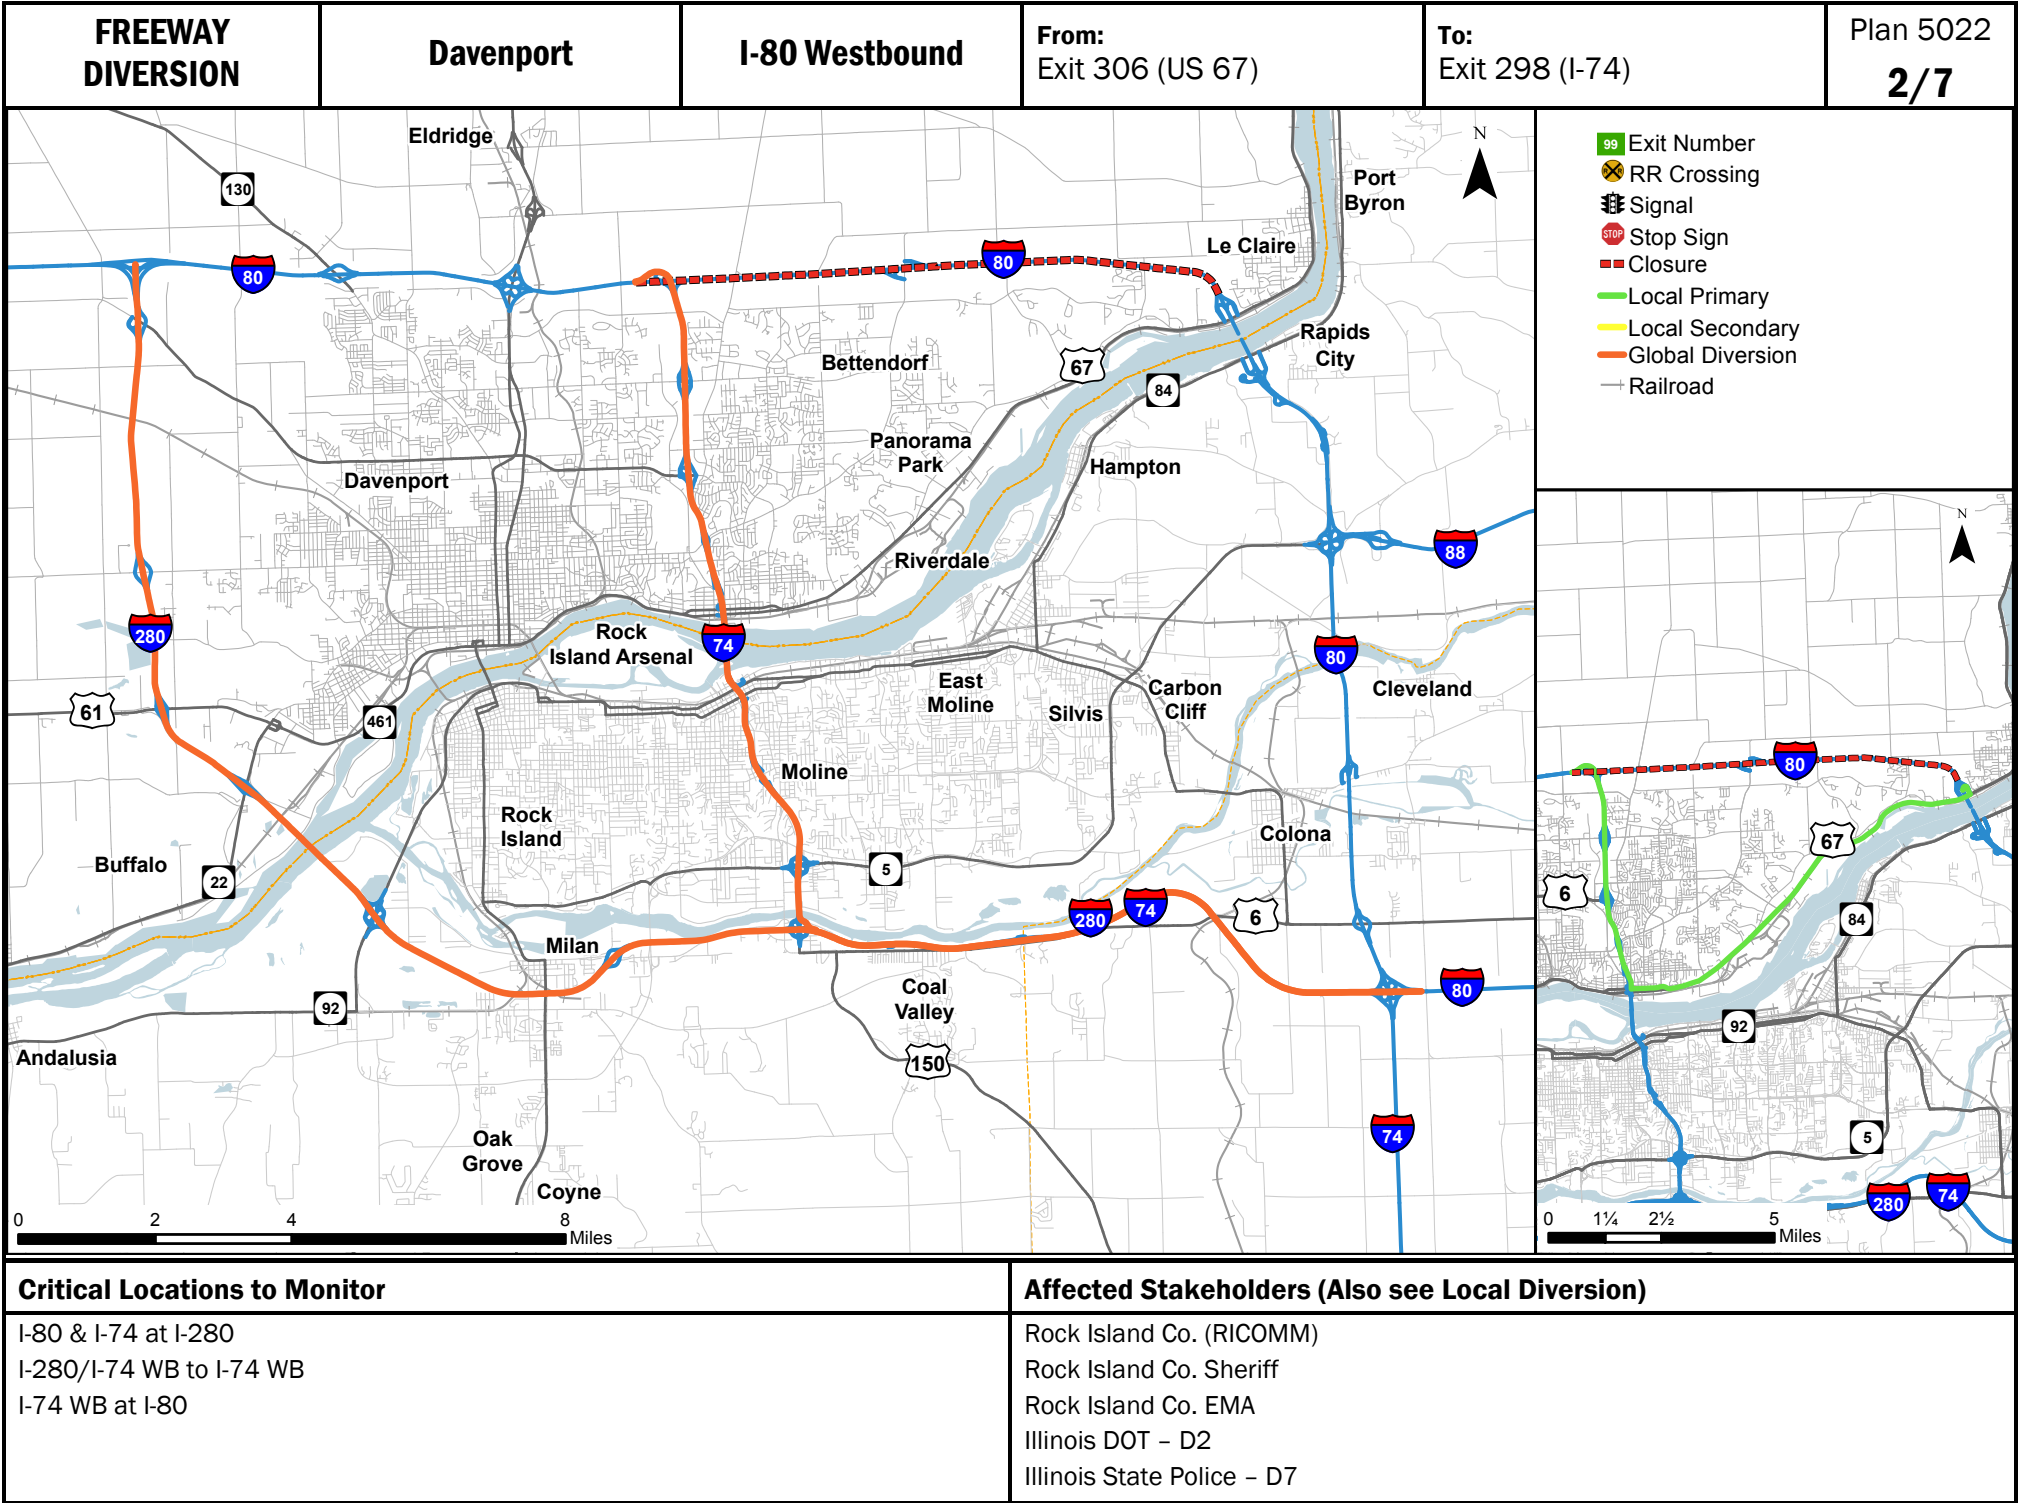 FREEWAY
DIVERSION
Davenport
I-80 Westbound
From:
Exit 306 (US 67)
To:
Exit 298 (I-74)
Plan 5022
2/7
Eldridge
N
Port
Byron
130
Le Claire
80
80
Rapids
City
Bettendorf
67
84
Panorama
Park
Hampton
Davenport
88
Riverdale
280
Rock
Island Arsenal
74
80
East
Moline
Carbon
Cliff
Cleveland
61
461
Silvis
Moline
Rock
Island
Colona
Buffalo
22
5
280
74
6
Milan
Coal
Valley
80
92
Andalusia
150
74
Oak
Grove
Coyne
0
2
4
8
Miles
99
Exit Number
RR Crossing
Signal
STOP
Stop Sign
Closure
Local Primary
Local Secondary
Global Diversion
Railroad
N
80
67
6
84
92
5
280
74
0
1¼
2½
5
Miles
Critical Locations to Monitor
I-80 & I-74 at I-280
I-280/I-74 WB to I-74 WB
I-74 WB at I-80
Affected Stakeholders (Also see Local Diversion)
Rock Island Co. (RICOMM)
Rock Island Co. Sheriff
Rock Island Co. EMA
Illinois DOT – D2
Illinois State Police – D7